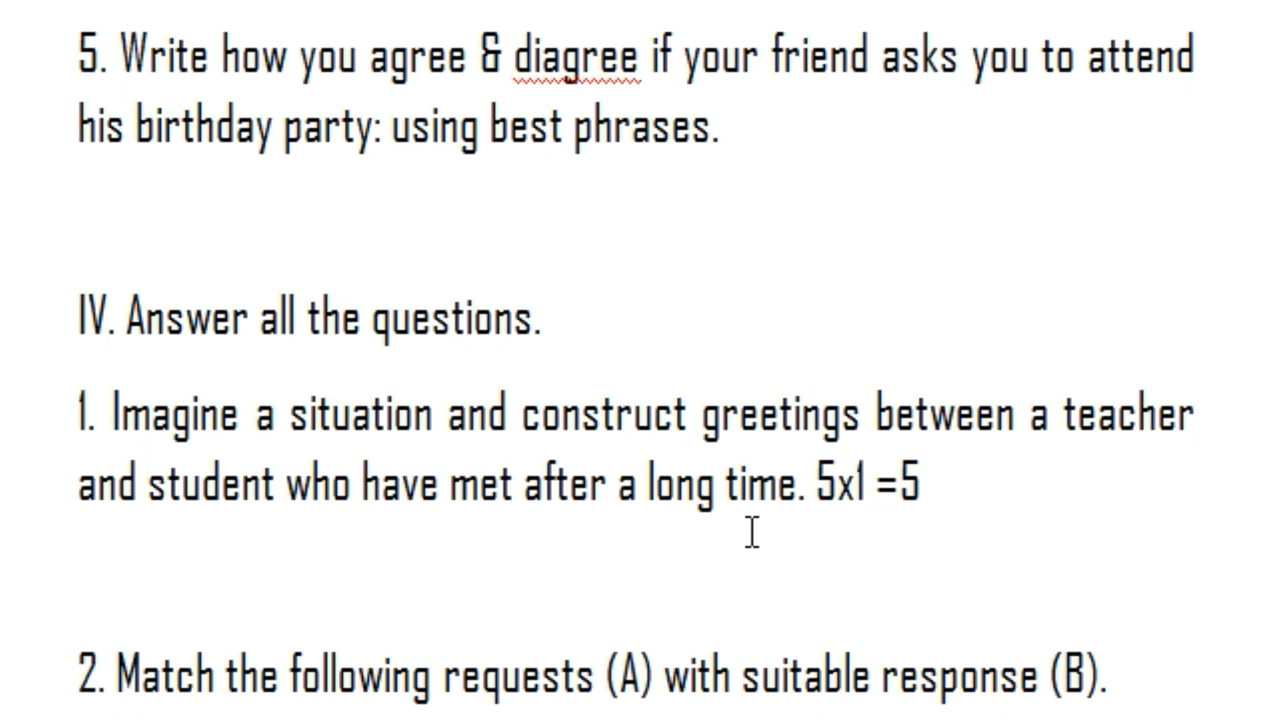 5. Write how you agree & diagree if your friend asks you to attend
his birthday party: using best phrases.
IV. Answer all the questions.
1. Imagine a situation and construct greetings between a teacher
and student who have met after a long time. 5x1 =5
2. Match the following requests (A) with suitable response (B).